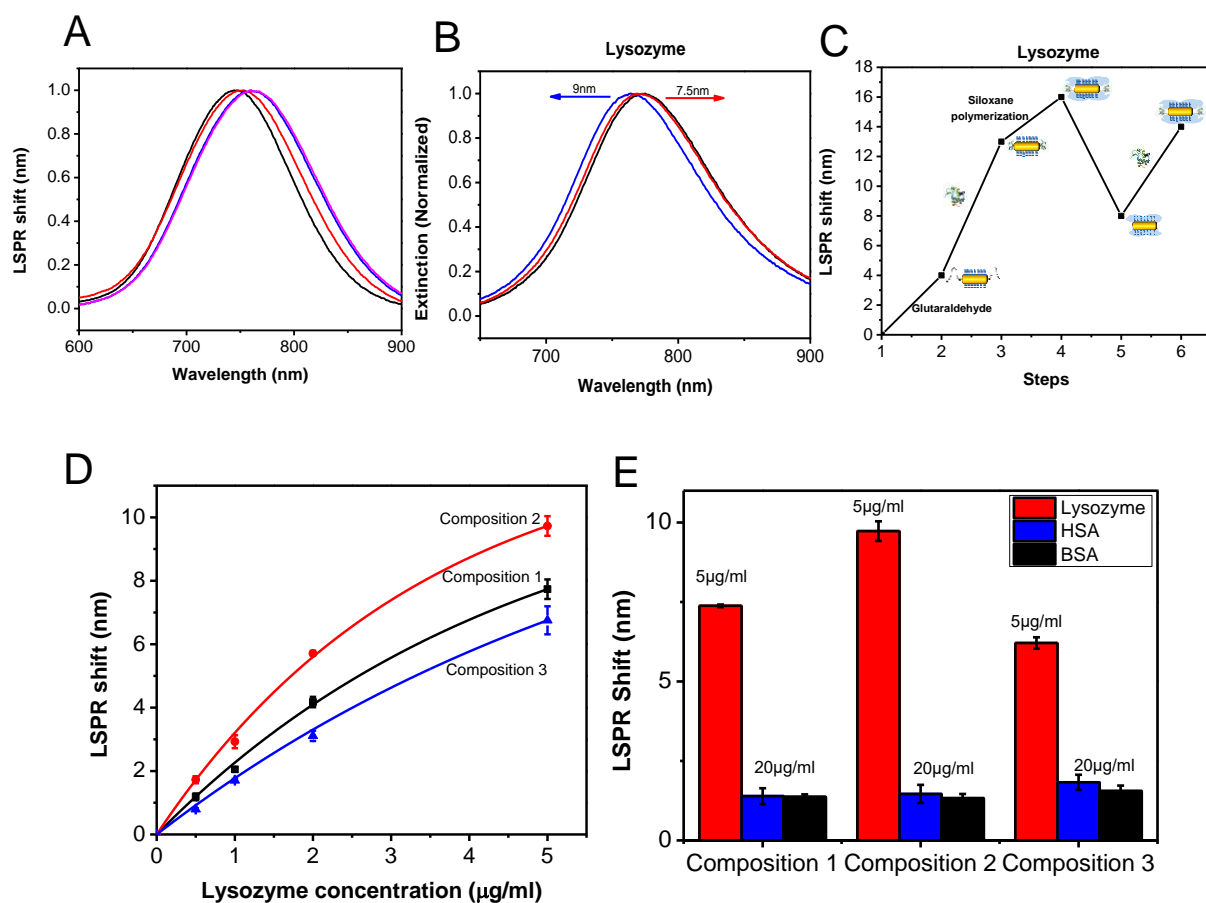 A
LSPR shift (nm)
1.0
0.8
0.6
0.4
0.2
0.0
600
700
800
900
Wavelength (nm)
B
Lysozyme
Extinction (Normalized)
1.0
0.8
0.6
0.4
0.2
0.0
9nm
7.5nm
700
800
900
Wavelength (nm)
C
Lysozyme
LSPR shift (nm)
18
16
14
12
10
8
6
4
2
0
Siloxane
polymerization
Glutaraldehyde
1
2
3
4
5
6
Steps
D
LSPR shift (nm)
10
8
6
4
2
0
Composition 2
Composition 1
Composition 3
0
1
2
3
4
5
Lysozyme concentration (μg/ml)
E
LSPR Shift (nm)
10
5
0
Lysozyme
HSA
BSA
5μg/ml
20μg/ml
5μg/ml
20μg/ml
5μg/ml
20μg/ml
Composition 1
Composition 2
Composition 3